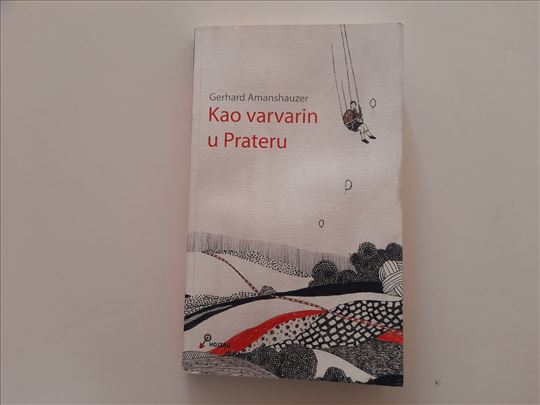 Gerhard Amanshauzer
Kao varvarin
u Prateru